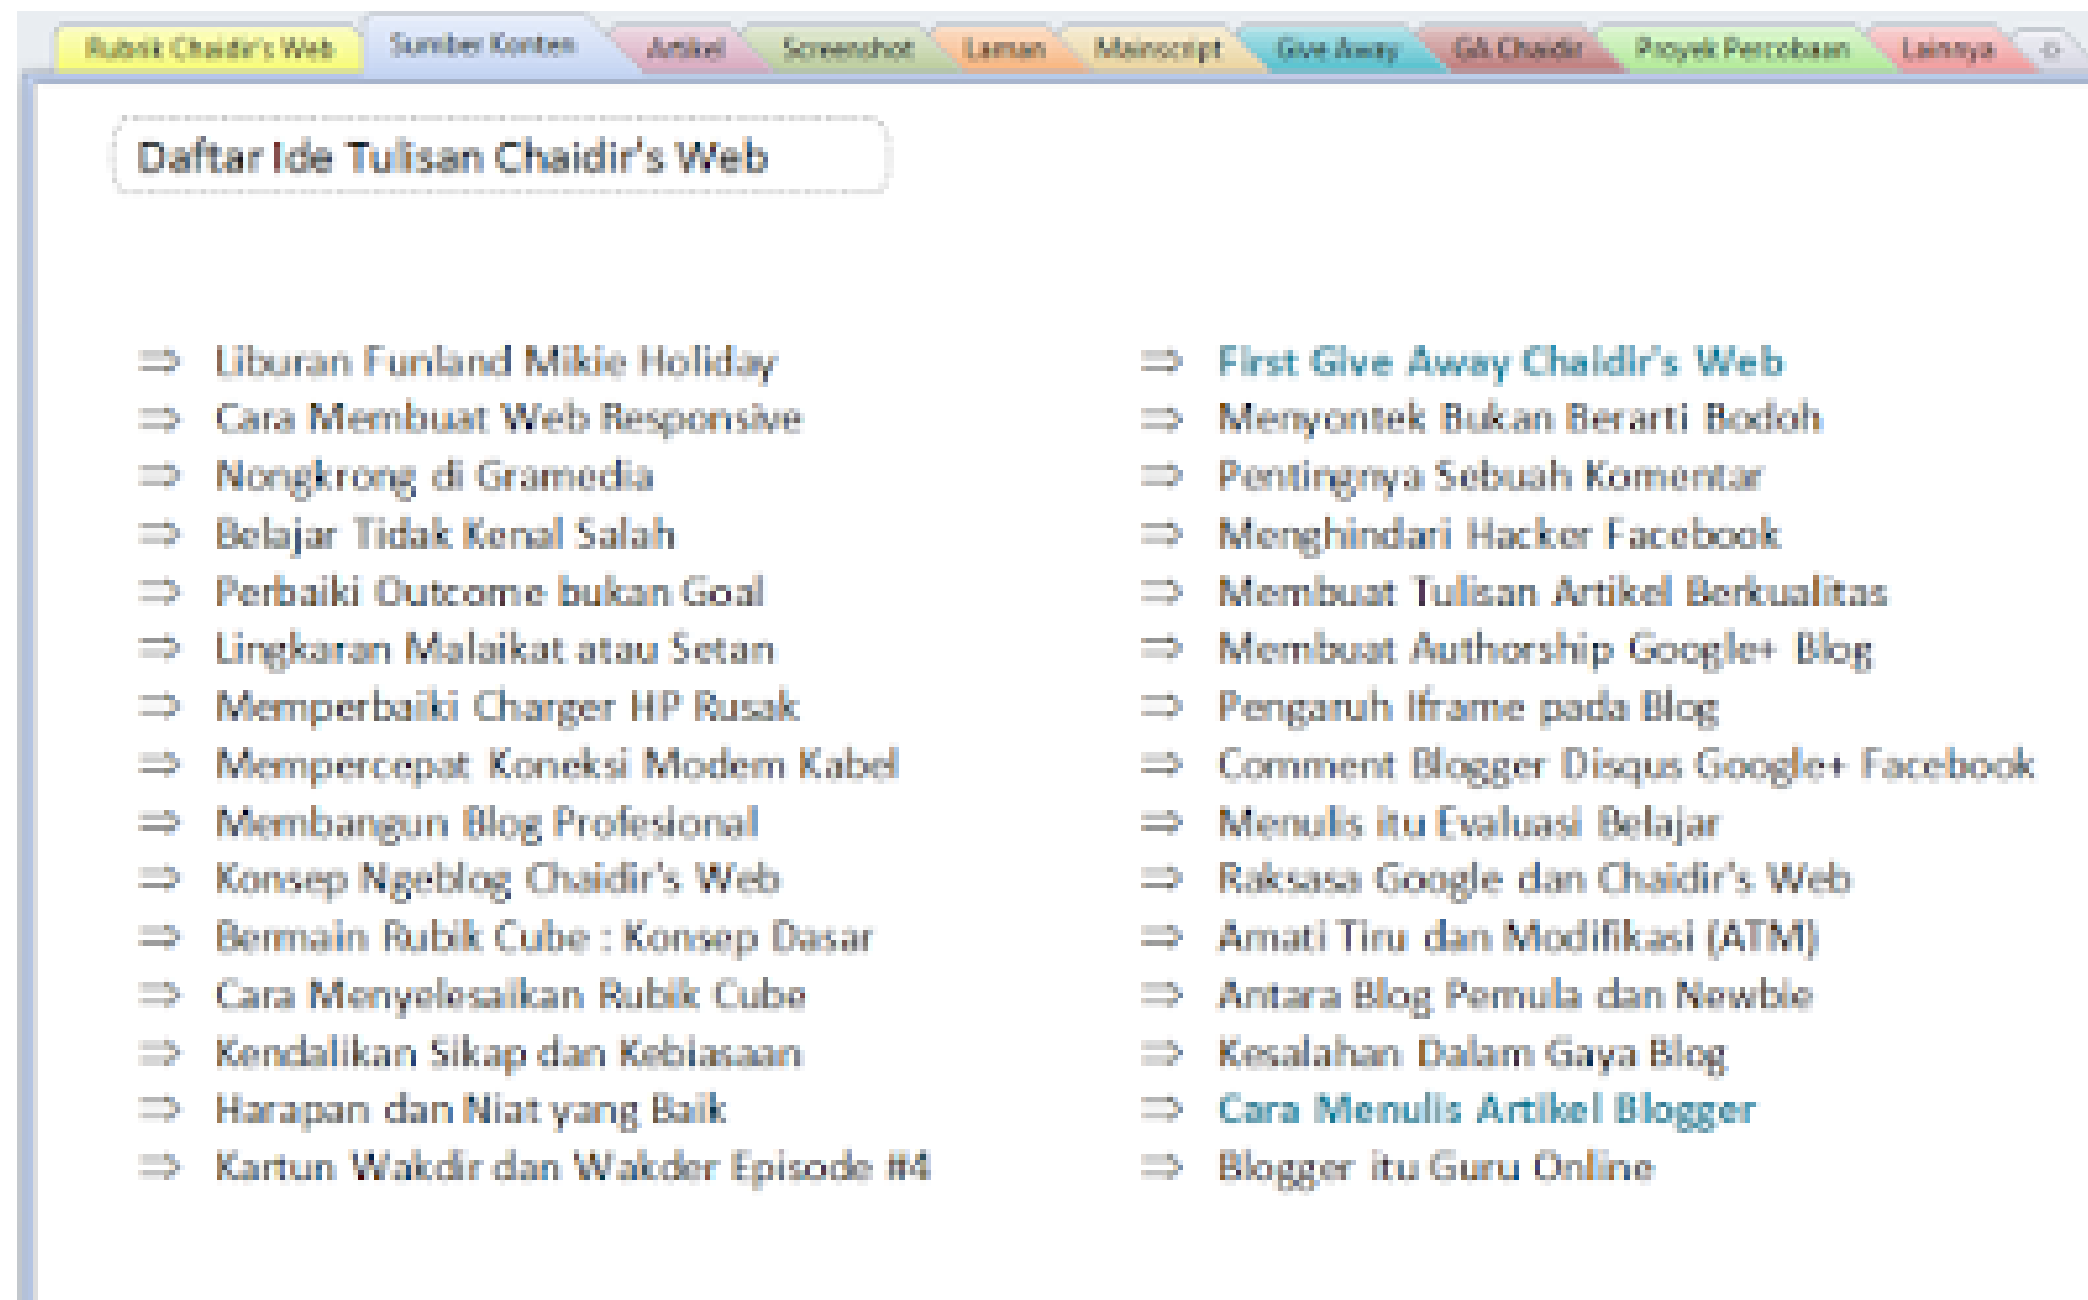 Rubrik Chaidir's Web Sumber Konten Artikel Screenshot Laman Mainscript Give Away GA Chaidir Proyek Percobaan Lainnya
Daftar Ide Tulisan Chaidir's Web
⇒ Liburan Funland Mikie Holiday
⇒ Cara Membuat Web Responsive
⇒ Nongkrong di Gramedia
⇒ Belajar Tidak Kenal Salah
⇒ Perbaiki Outcome bukan Goal
⇒ Lingkaran Malaikat atau Setan
⇒ Memperbaiki Charger HP Rusak
⇒ Mempercepat Koneksi Modem Kabel
⇒ Membangun Blog Profesional
⇒ Konsep Ngeblog Chaidir's Web
⇒ Bermain Rubik Cube : Konsep Dasar
⇒ Cara Menyelesaikan Rubik Cube
⇒ Kendalikan Sikap dan Kebiasaan
⇒ Harapan dan Niat yang Baik
⇒ Kartun Wakdir dan Wakder Episode #4
⇒ First Give Away Chaidir's Web
⇒ Menyontek Bukan Berarti Bodoh
⇒ Pentingnya Sebuah Komentar
⇒ Menghindari Hacker Facebook
⇒ Membuat Tulisan Artikel Berkualitas
⇒ Membuat Authorship Google+ Blog
⇒ Pengaruh Iframe pada Blog
⇒ Comment Blogger Disqus Google+ Facebook
⇒ Menulis itu Evaluasi Belajar
⇒ Raksasa Google dan Chaidir's Web
⇒ Amati Tiru dan Modifikasi (ATM)
⇒ Antara Blog Pemula dan Newbie
⇒ Kesalahan Dalam Gaya Blog
⇒ Cara Menulis Artikel Blogger
⇒ Blogger itu Guru Online